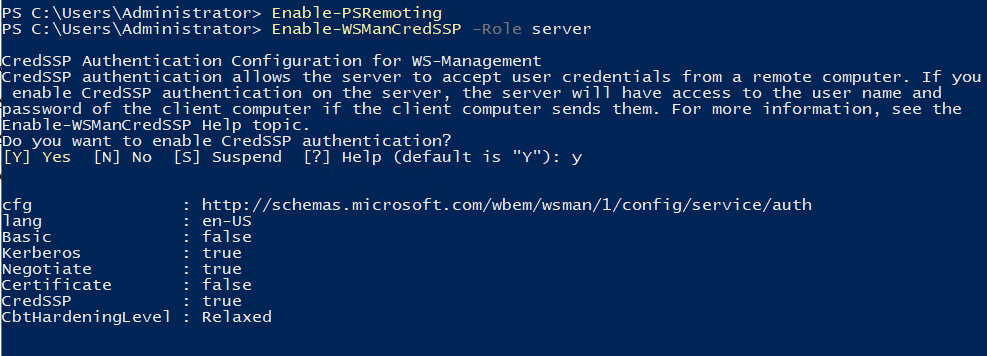 PS C:\Users\Administrator> Enable-PSRemoting
PS C:\Users\Administrator> Enable-WSManCredSSP -Role server
CredSSP Authentication Configuration for WS-Management
CredSSP authentication allows the server to accept user credentials from a remote computer. If you
enable CredSSP authentication on the server, the server will have access to the user name and
password of the client computer if the client computer sends them. For more information, see the
Enable-WSManCredSSP Help topic.
Do you want to enable CredSSP authentication?
[Y] Yes  [N] No  [S] Suspend  [?] Help (default is "Y"): y
cfg                : http://schemas.microsoft.com/wbem/wsman/1/config/service/auth
lang               : en-US
Basic              : false
Kerberos           : true
Negotiate          : true
Certificate        : false
CredSSP            : true
CbtHardeningLevel : Relaxed